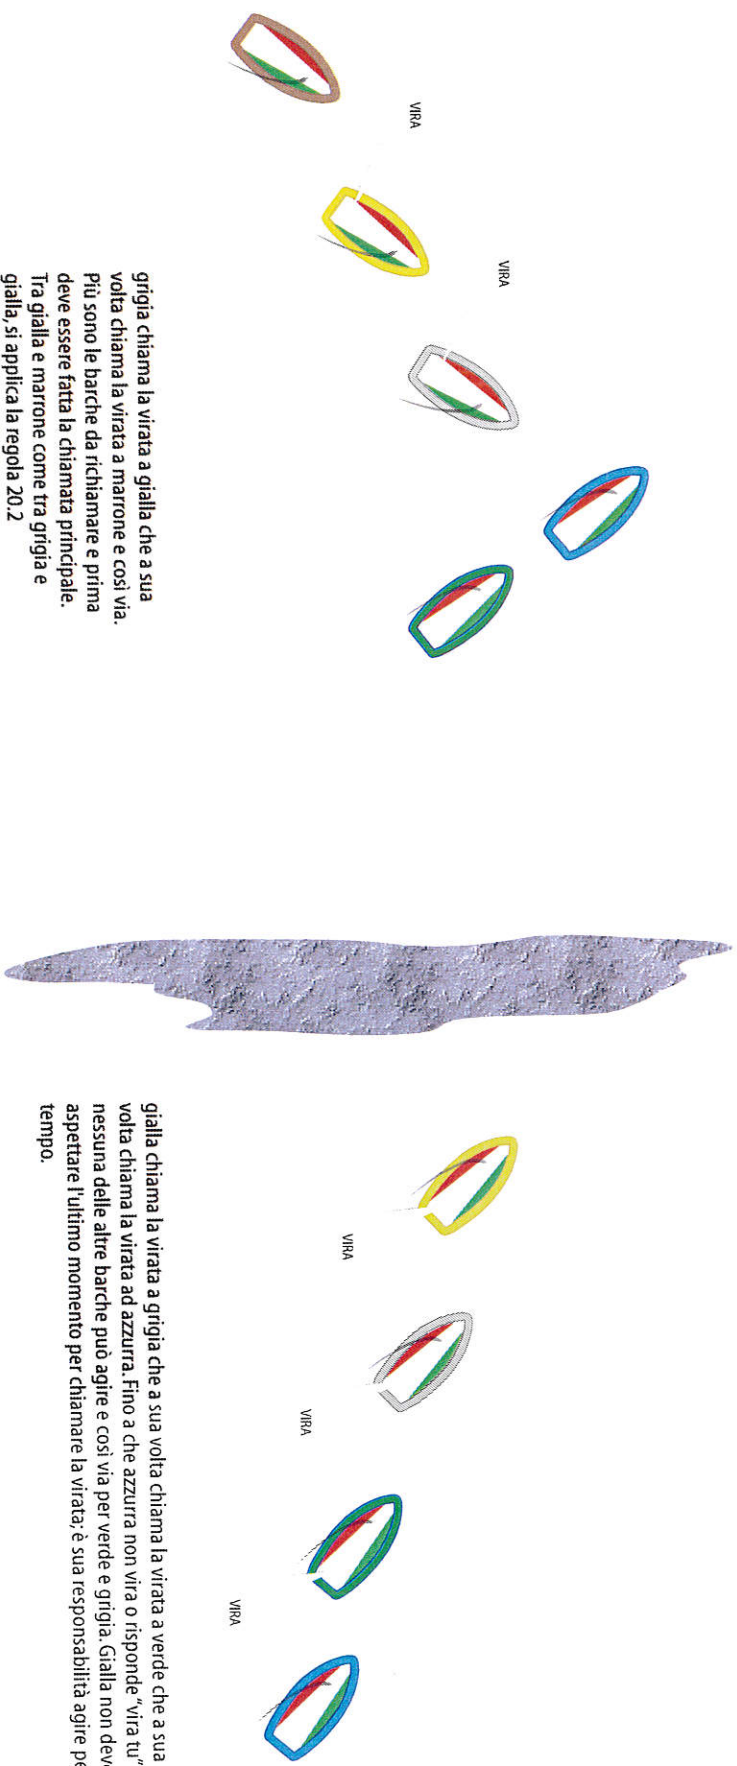 VIRA
VIRA
grigia chiama la virata a gialla che a sua
volta chiama la virata a marrone e così via.
Più sono le barche da richiamare e prima
deve essere fatta la chiamata principale.
Tra gialla e marrone come tra grigia e
gialla, si applica la regola 20.2
VIRA
VIRA
VIRA
gialla chiama la virata a grigia che a sua volta chiama la virata a verde che a sua
volta chiama la virata ad azzurra. Fino a che azzurra non vira o risponde "vira tu"
nessuna delle altre barche può agire e così via per verde e grigia. Gialla non
aspettare l'ultimo momento per chiamare la virata; è sua responsabilità agire
tempo.